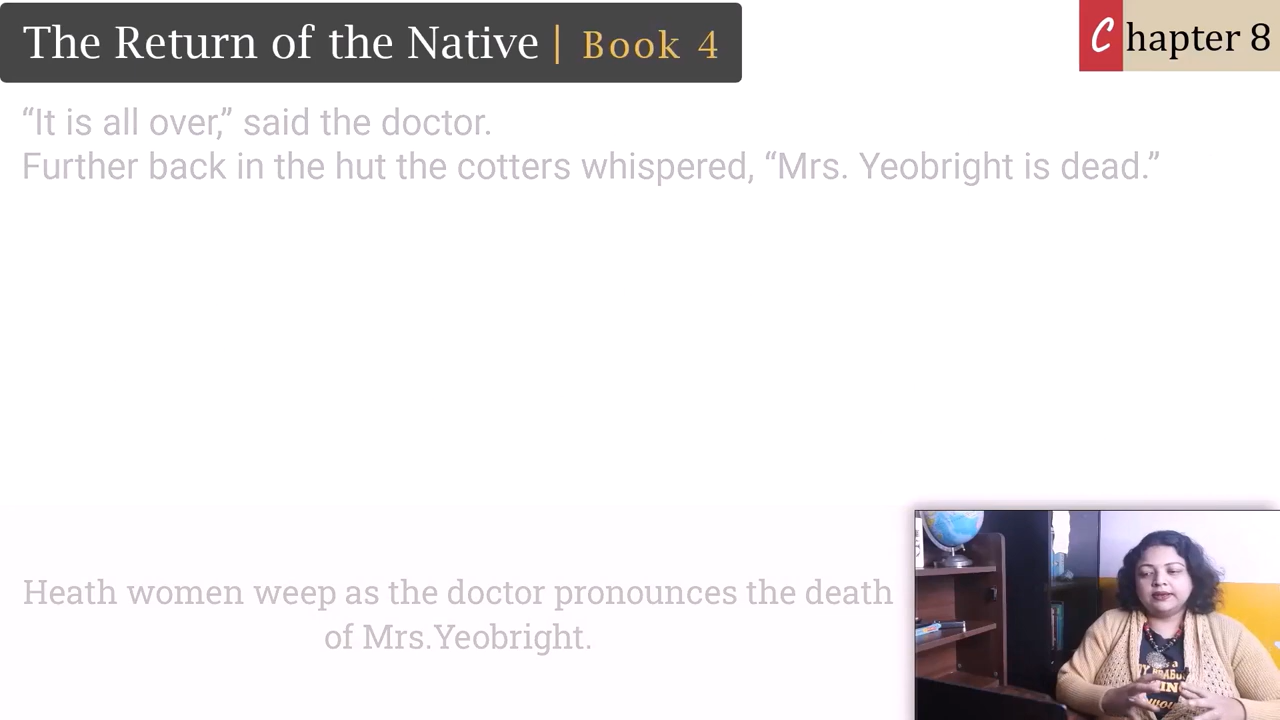 The Return of the Native | Book 4
Chapter 8
“It is all over,” said the doctor.
Further back in the hut the cotters whispered, “Mrs. Yeobright is dead.”
Heath women weep as the doctor pronounces the death
of Mrs.Yeobright.